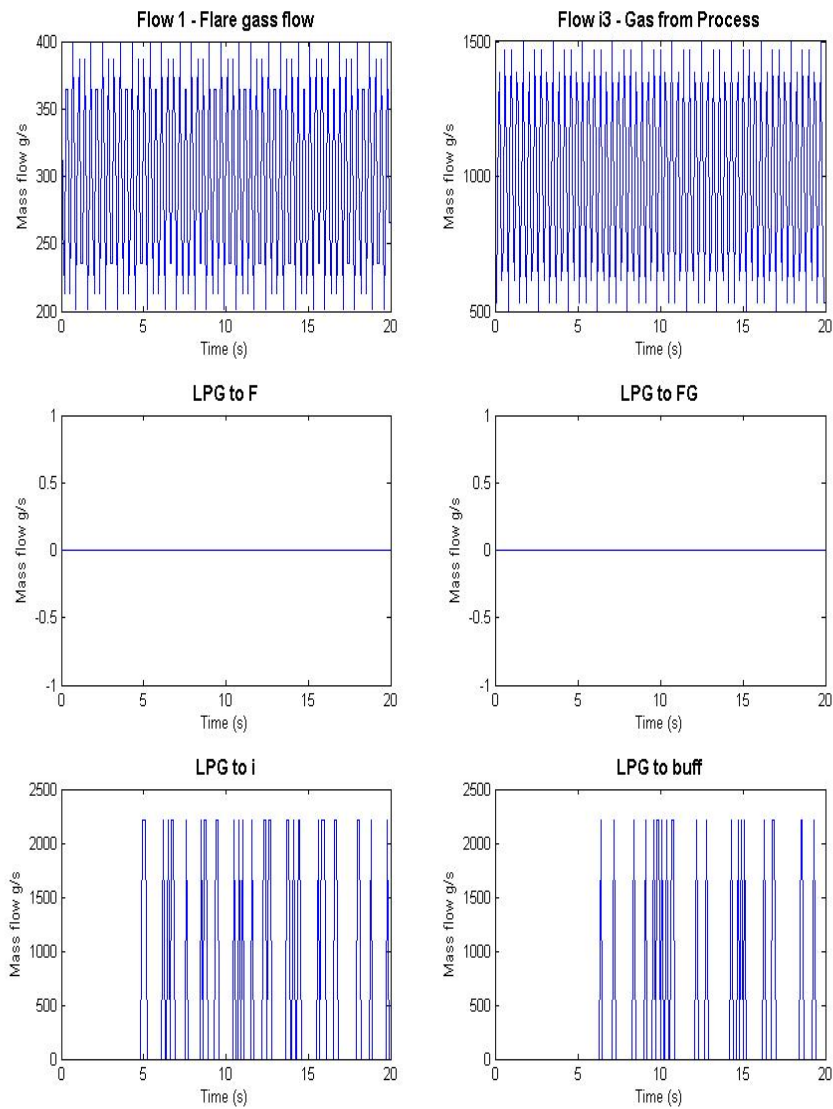 Flow 1 - Flare gass flow
400
350
300
250
200
Mass flow g/s
0 5 10 15 20
Time (s)
Flow i3 - Gas from Process
1500
1000
500
Mass flow g/s
0 5 10 15 20
Time (s)
LPG to F
1
0.5
0
-0.5
-1
Mass flow g/s
0 5 10 15 20
Time (s)
LPG to FG
1
0.5
0
-0.5
-1
Mass flow g/s
0 5 10 15 20
Time (s)
LPG to i
2500
2000
1500
1000
500
0
Mass flow g/s
0 5 10 15 20
Time (s)
LPG to buff
2500
2000
1500
1000
500
0
Mass flow g/s
0 5 10 15 20
Time (s)